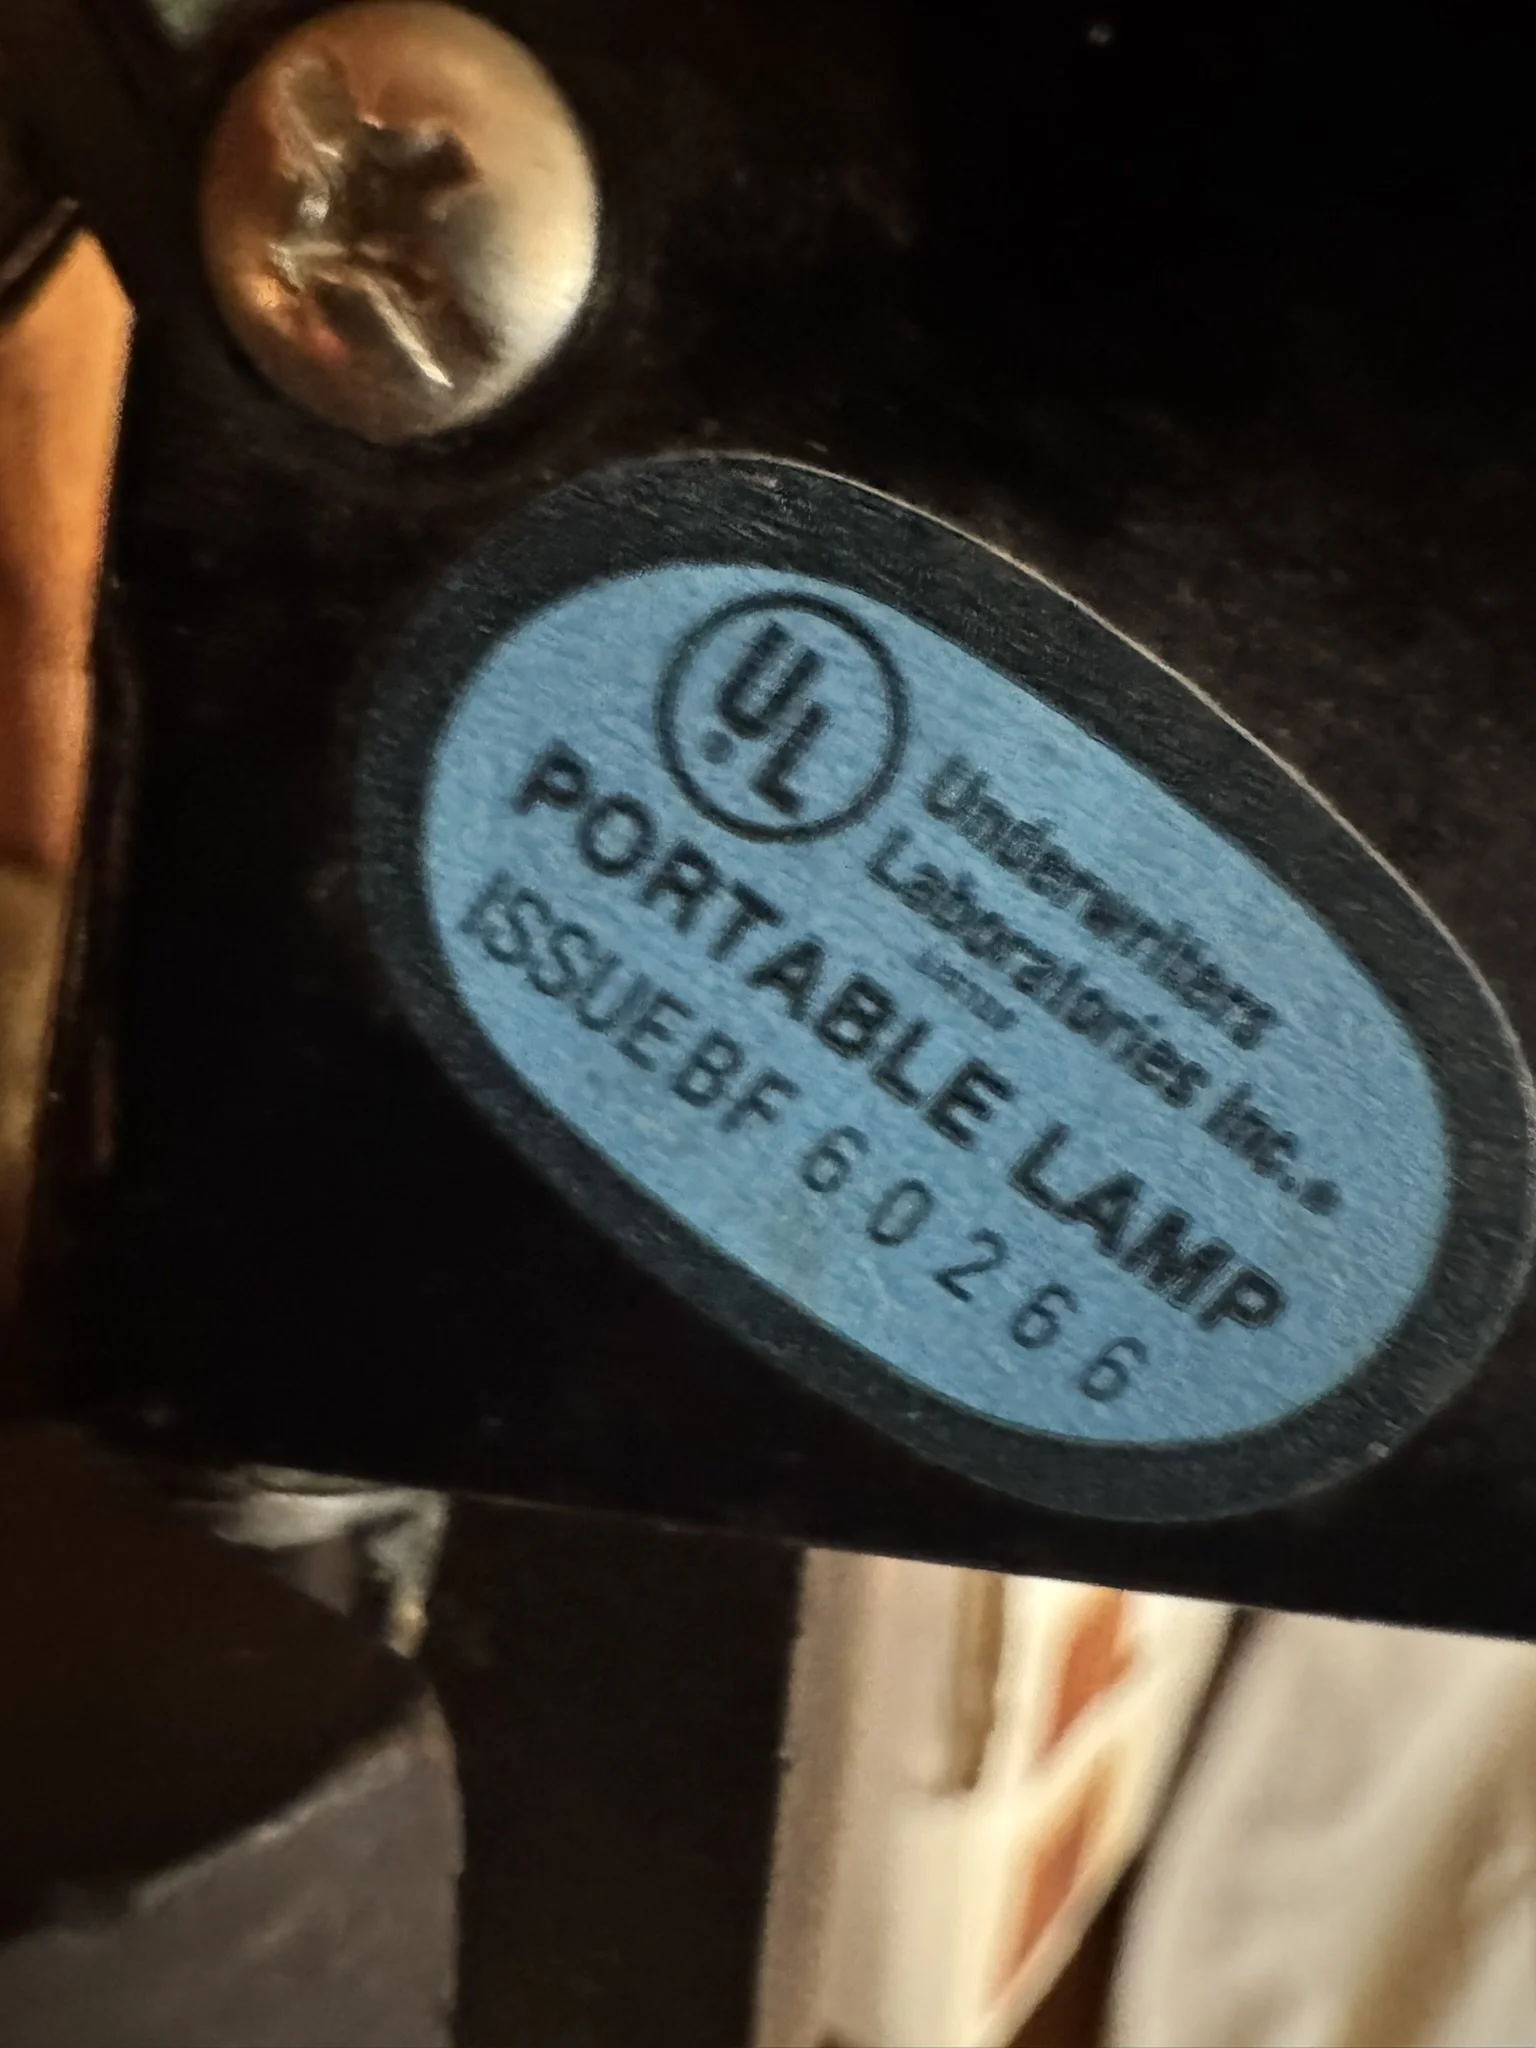 UL
Underwriters
Laboratories Inc.®
PORTABLE LAMP
ISSUE BF 60266